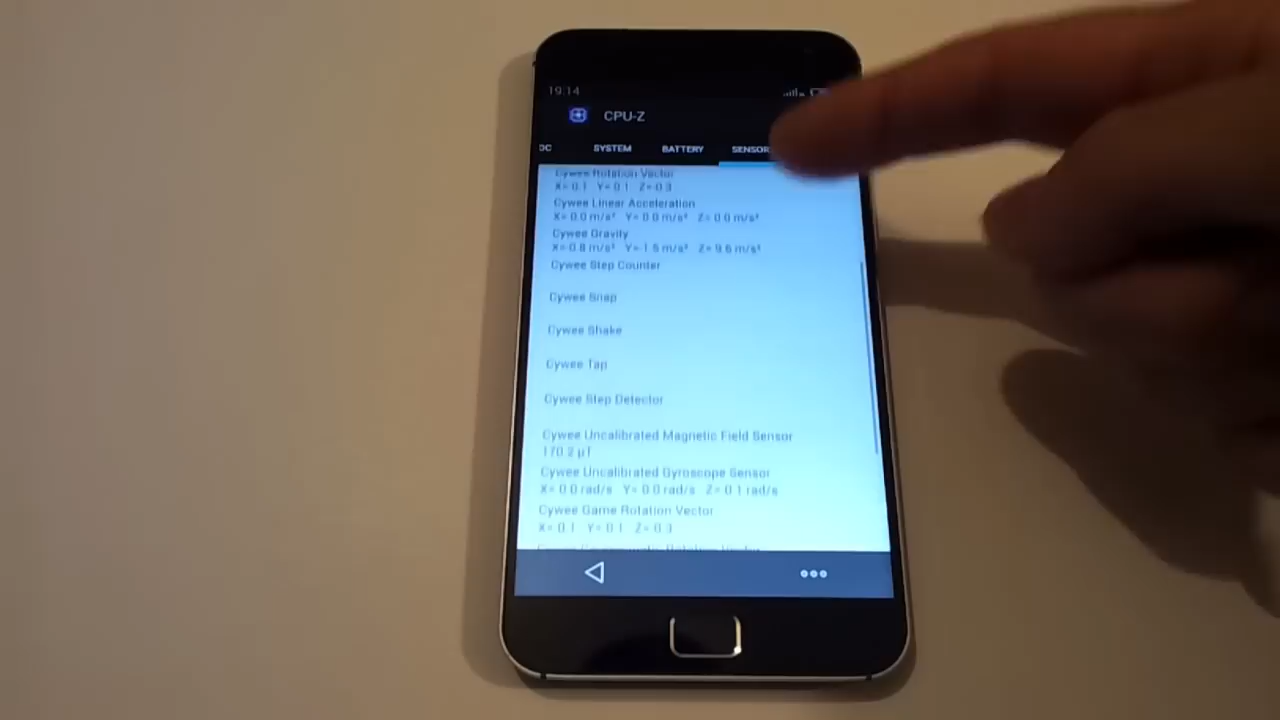 19:14
CPU-Z
OC SYSTEM BATTERY SENSOR
Cywee Rotation Vector
X= 0.1 Y= 0.1 Z= 0.3
Cywee Linear Acceleration
X= 0.0 m/s² Y= 0.0 m/s² Z= 0.0 m/s²
Cywee Gravity
X= 0.8 m/s² Y= 1.5 m/s² Z= 9.6 m/s²
Cywee Step Counter
Cywee Snap
Cywee Shake
Cywee Tap
Cywee Step Detector
Cywee Uncalibrated Magnetic Field Sensor
170.2 µT
Cywee Uncalibrated Gyroscope Sensor
X= 0.0 rad/s Y= 0.0 rad/s Z= 0.1 rad/s
Cywee Game Rotation Vector
X= 0.1 Y= 0.1 Z= 0.3